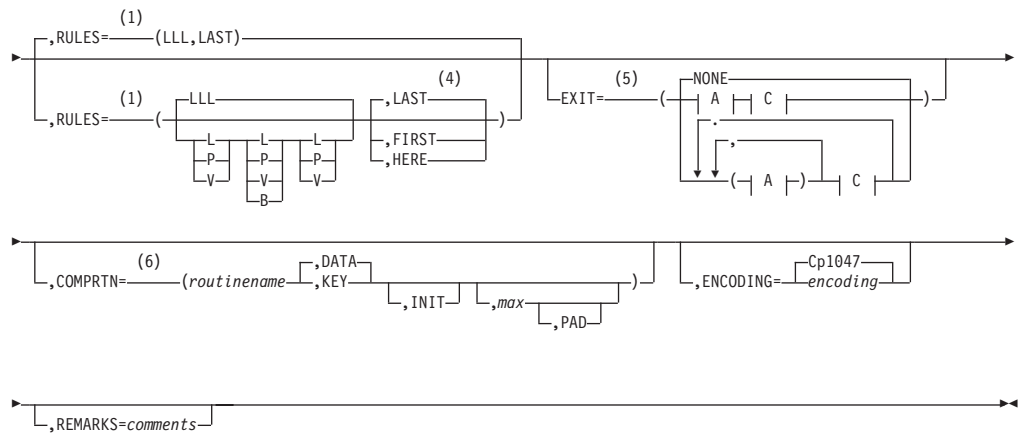 (1)
,RULES= (LLL,LAST)
(1) LLL ,LAST (4)
,RULES= ( )
L L L ,FIRST
P P P ,HERE
V V V
B
(5) NONE
EXIT= ( A C )
.
,
( A ) C
(6) ,DATA
,COMPRTN= (routinename ,KEY )
,INIT ,max
,PAD
Cp1047
,ENCODING= encoding
,REMARKS=comments